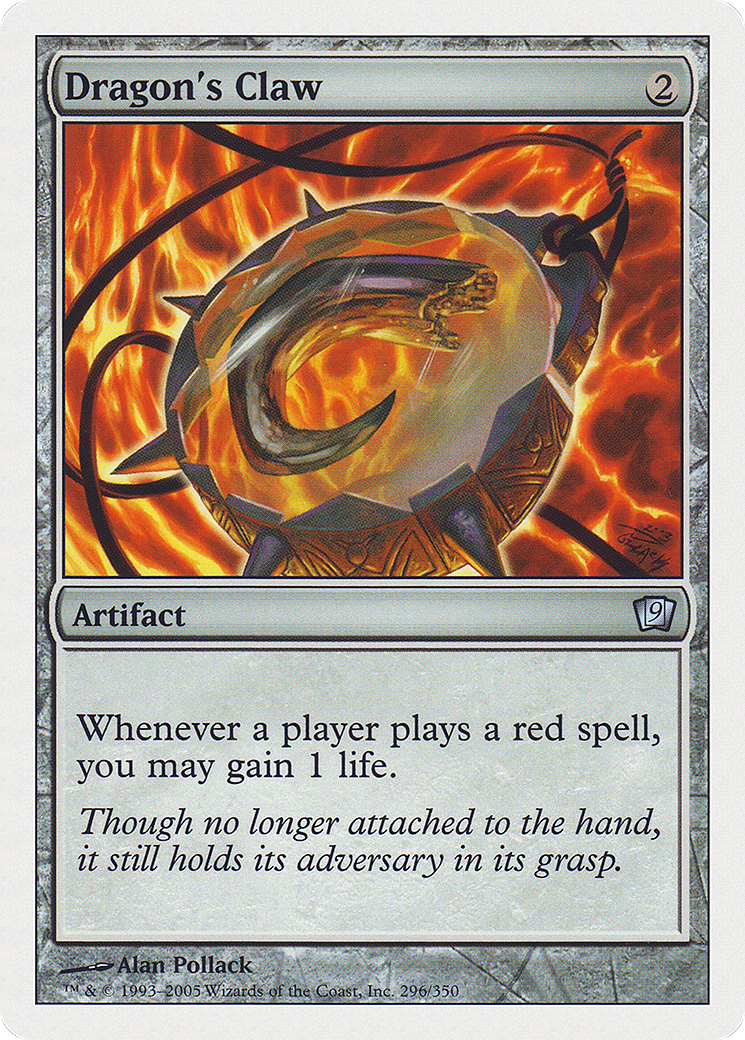 Dragon's Claw 2
Artifact 9
Whenever a player plays a red spell,
you may gain 1 life.
Though no longer attached to the hand,
it still holds its adversary in its grasp.
Alan Pollack
™ & © 1993–2005 Wizards of the Coast, Inc. 296/350